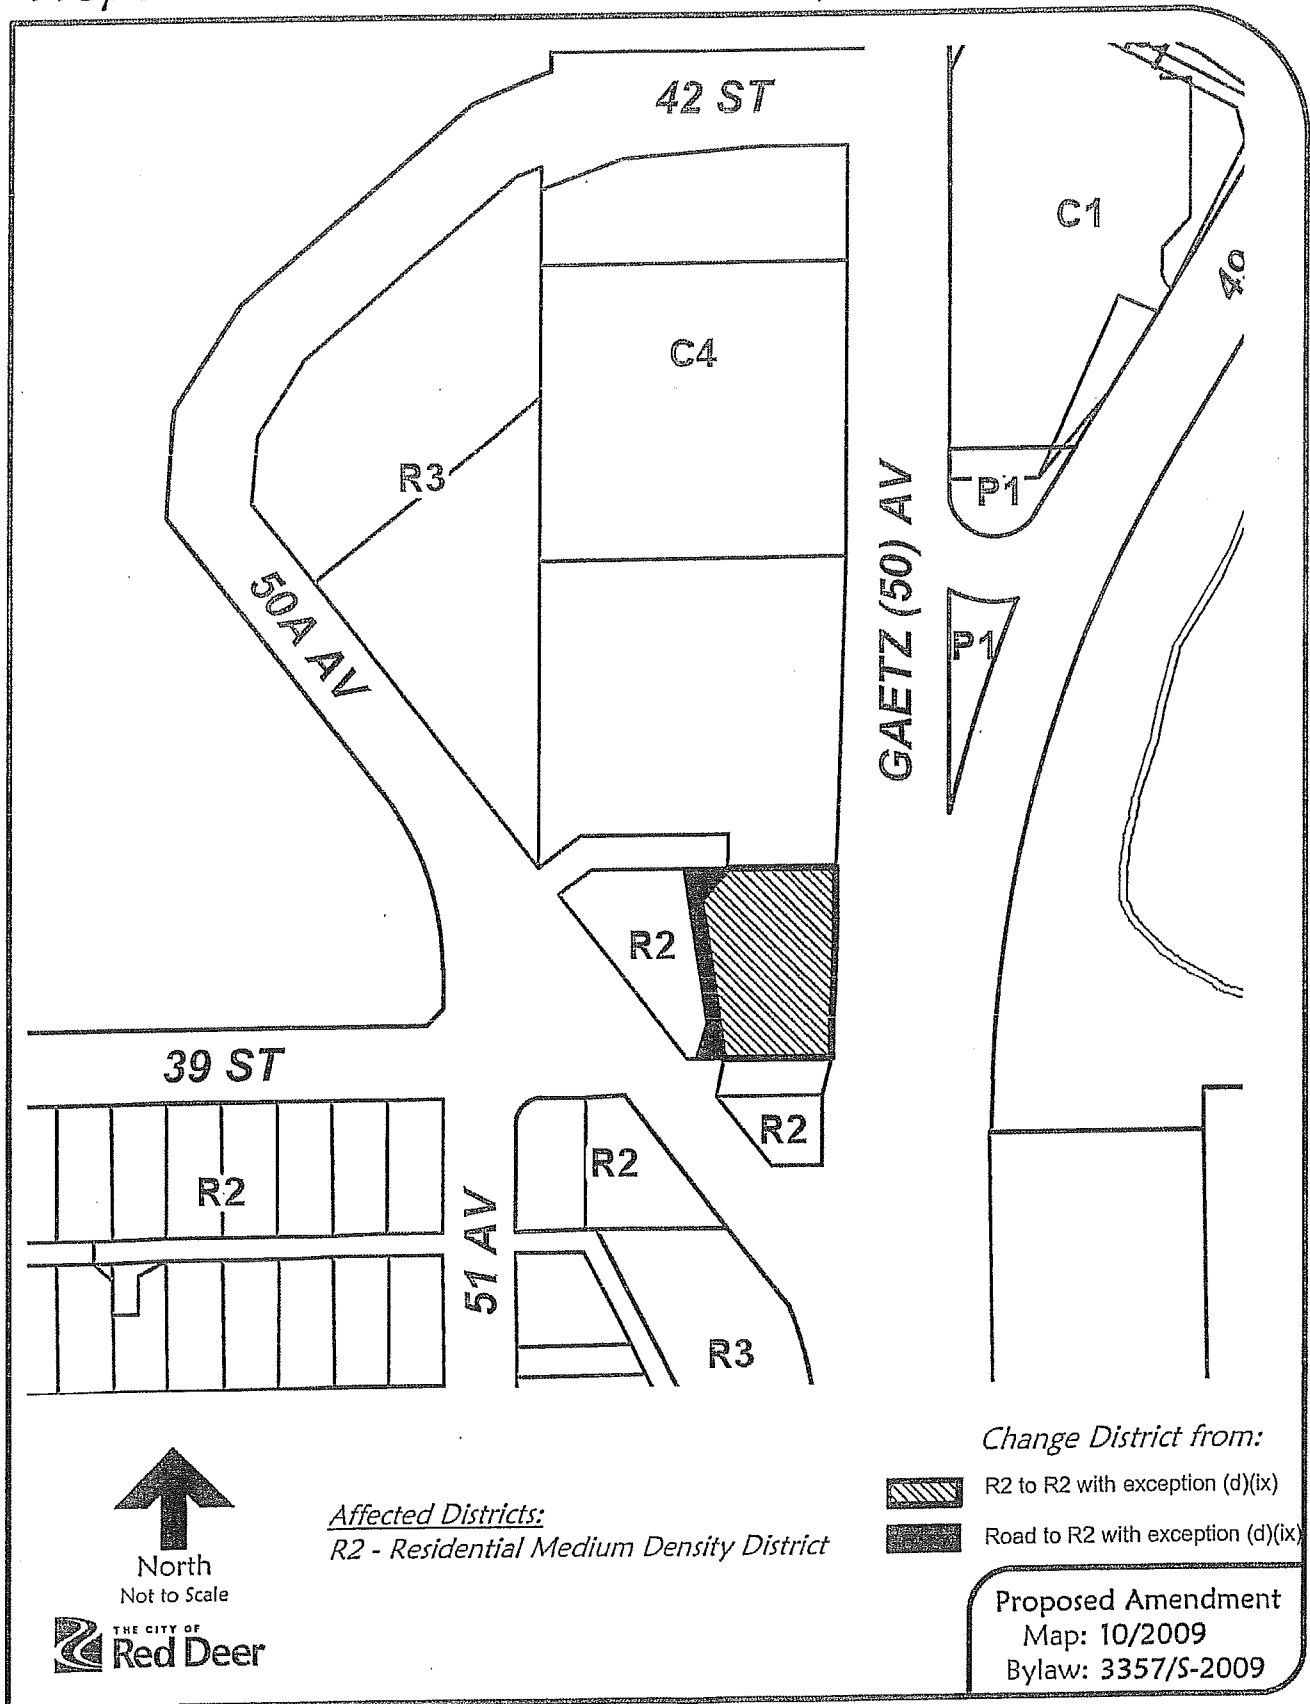 42 ST
C1
49
C4
R3
P1
GAETZ (50) AV
50A AV
P1
R2
39 ST
R2
R2
R2
51 AV
R3
Change District from:
R2 to R2 with exception (d)(ix)
Road to R2 with exception (d)(ix)
Affected Districts:
R2 - Residential Medium Density District
North
Not to Scale
THE CITY OF
Red Deer
Proposed Amendment
Map: 10/2009
Bylaw: 3357/S-2009